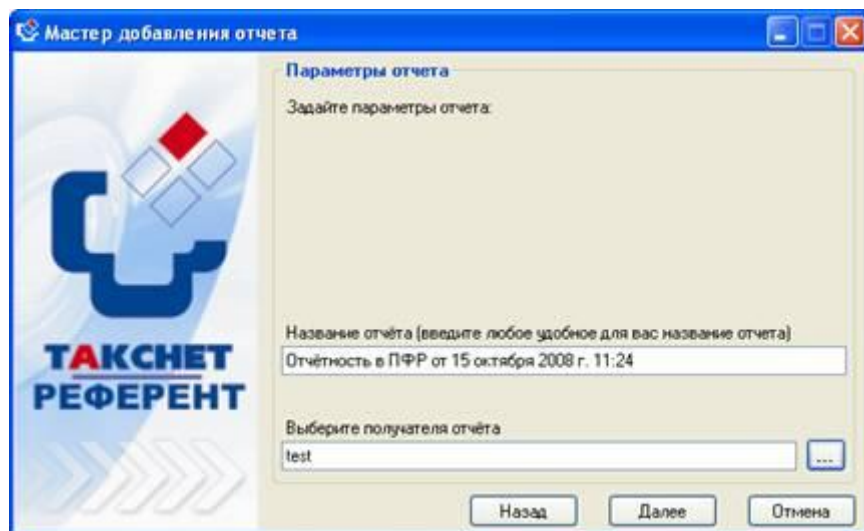 Мастер добавления отчета
Параметры отчета
Задайте параметры отчета:
Название отчёта (введите любое удобное для вас название отчета)
Отчётность в ПФР от 15 октября 2008 г. 11:24
ТАКСНЕТ
РЕФЕРЕНТ
Выберите получателя отчёта
test
...
Назад
Далее
Отмена